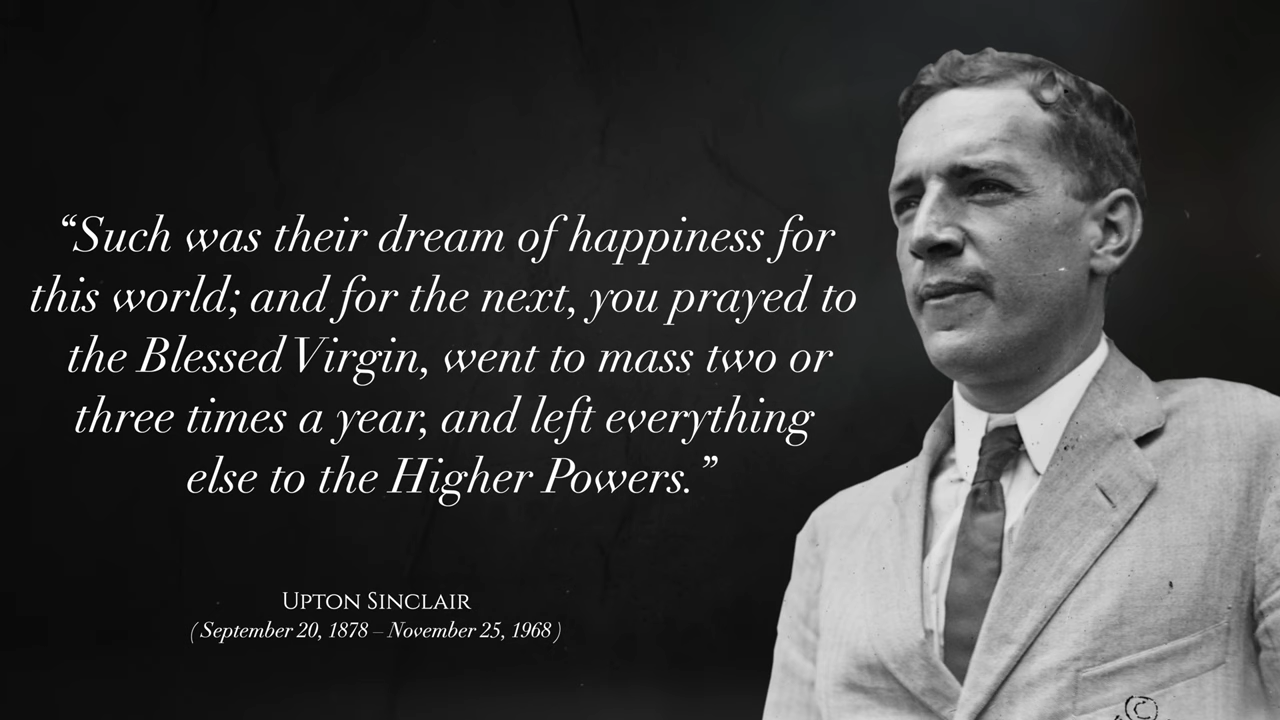 “Such was their dream of happiness for
this world; and for the next, you prayed to
the Blessed Virgin, went to mass two or
three times a year, and left everything
else to the Higher Powers.”
Upton Sinclair
( September 20, 1878 – November 25, 1968 )
©